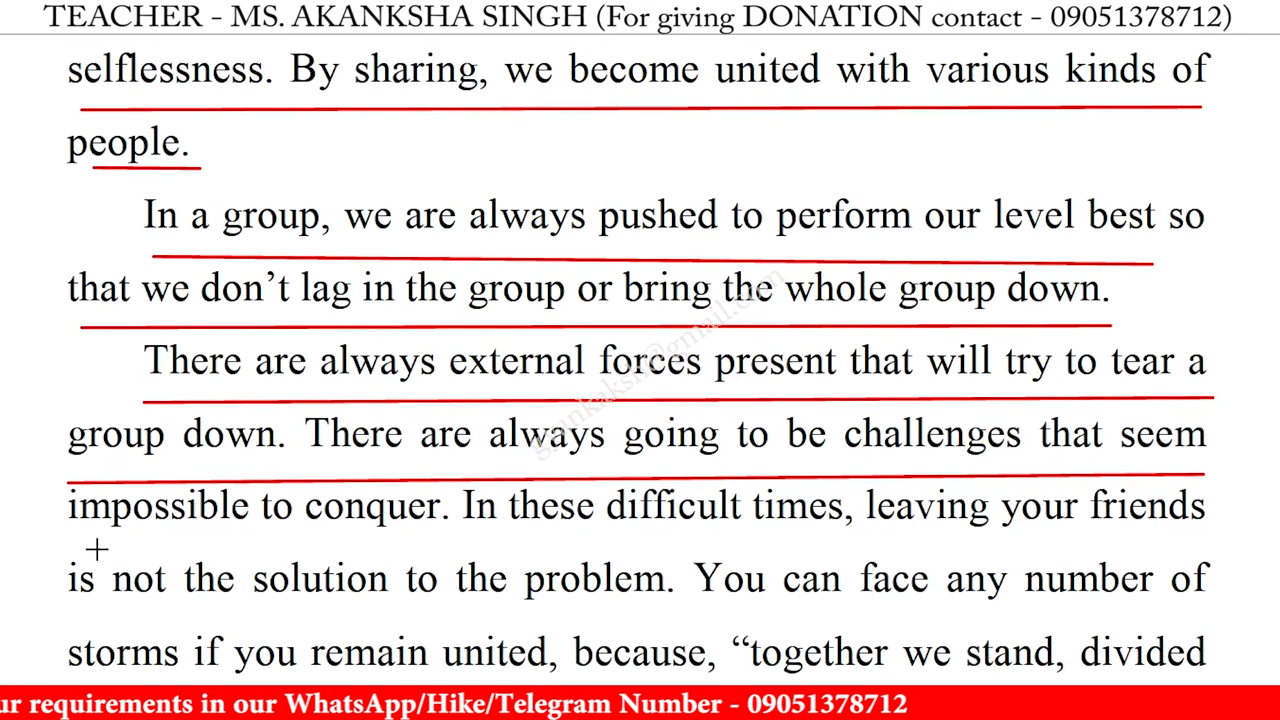 TEACHER - MS. AKANKSHA SINGH (For giving DONATION contact - 09051378712)
selflessness. By sharing, we become united with various kinds of
people.
In a group, we are always pushed to perform our level best so
that we don’t lag in the group or bring the whole group down.
There are always external forces present that will try to tear a
group down. There are always going to be challenges that seem
impossible to conquer. In these difficult times, leaving your friends
is not the solution to the problem. You can face any number of
storms if you remain united, because, “together we stand, divided
ur requirements in our WhatsApp/Hike/Telegram Number - 09051378712